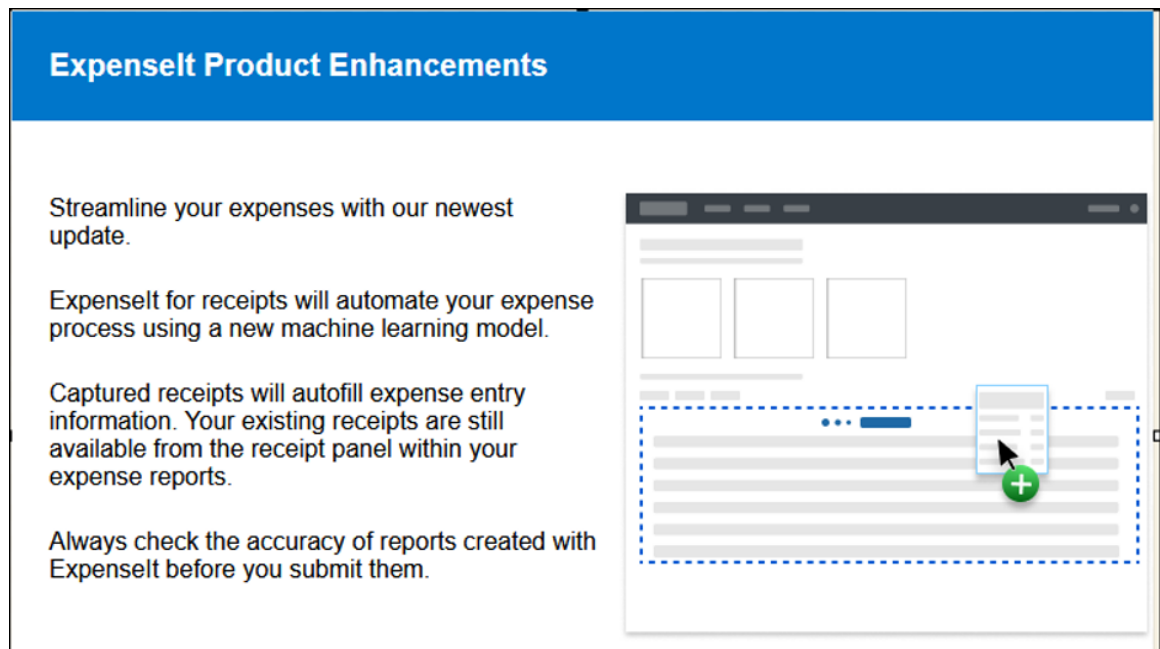 ExpenseIt Product Enhancements
Streamline your expenses with our newest
update.
ExpenseIt for receipts will automate your expense
process using a new machine learning model.
Captured receipts will autofill expense entry
information. Your existing receipts are still
available from the receipt panel within your
expense reports.
Always check the accuracy of reports created with
ExpenseIt before you submit them.